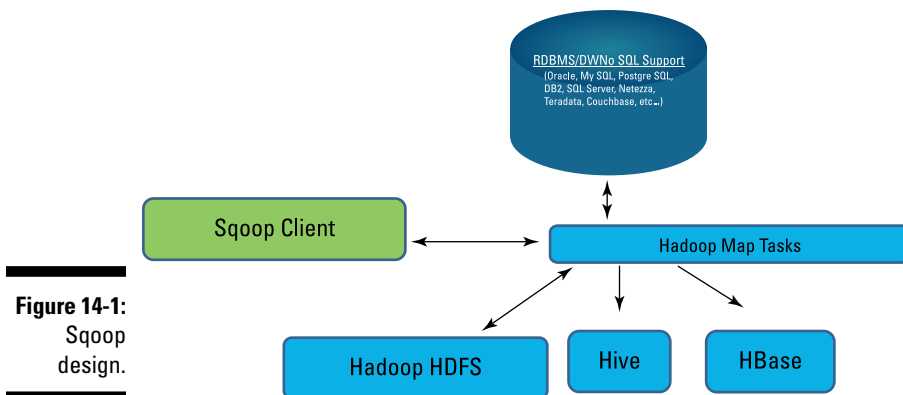 RDBMS/DWNo SQL Support
(Oracle, My SQL, Postgre SQL,
DB2, SQL Server, Netezza,
Teradata, Couchbase, etc...)
Sqoop Client
Hadoop Map Tasks
Figure 14-1:
Sqoop
design.
Hadoop HDFS
Hive
HBase